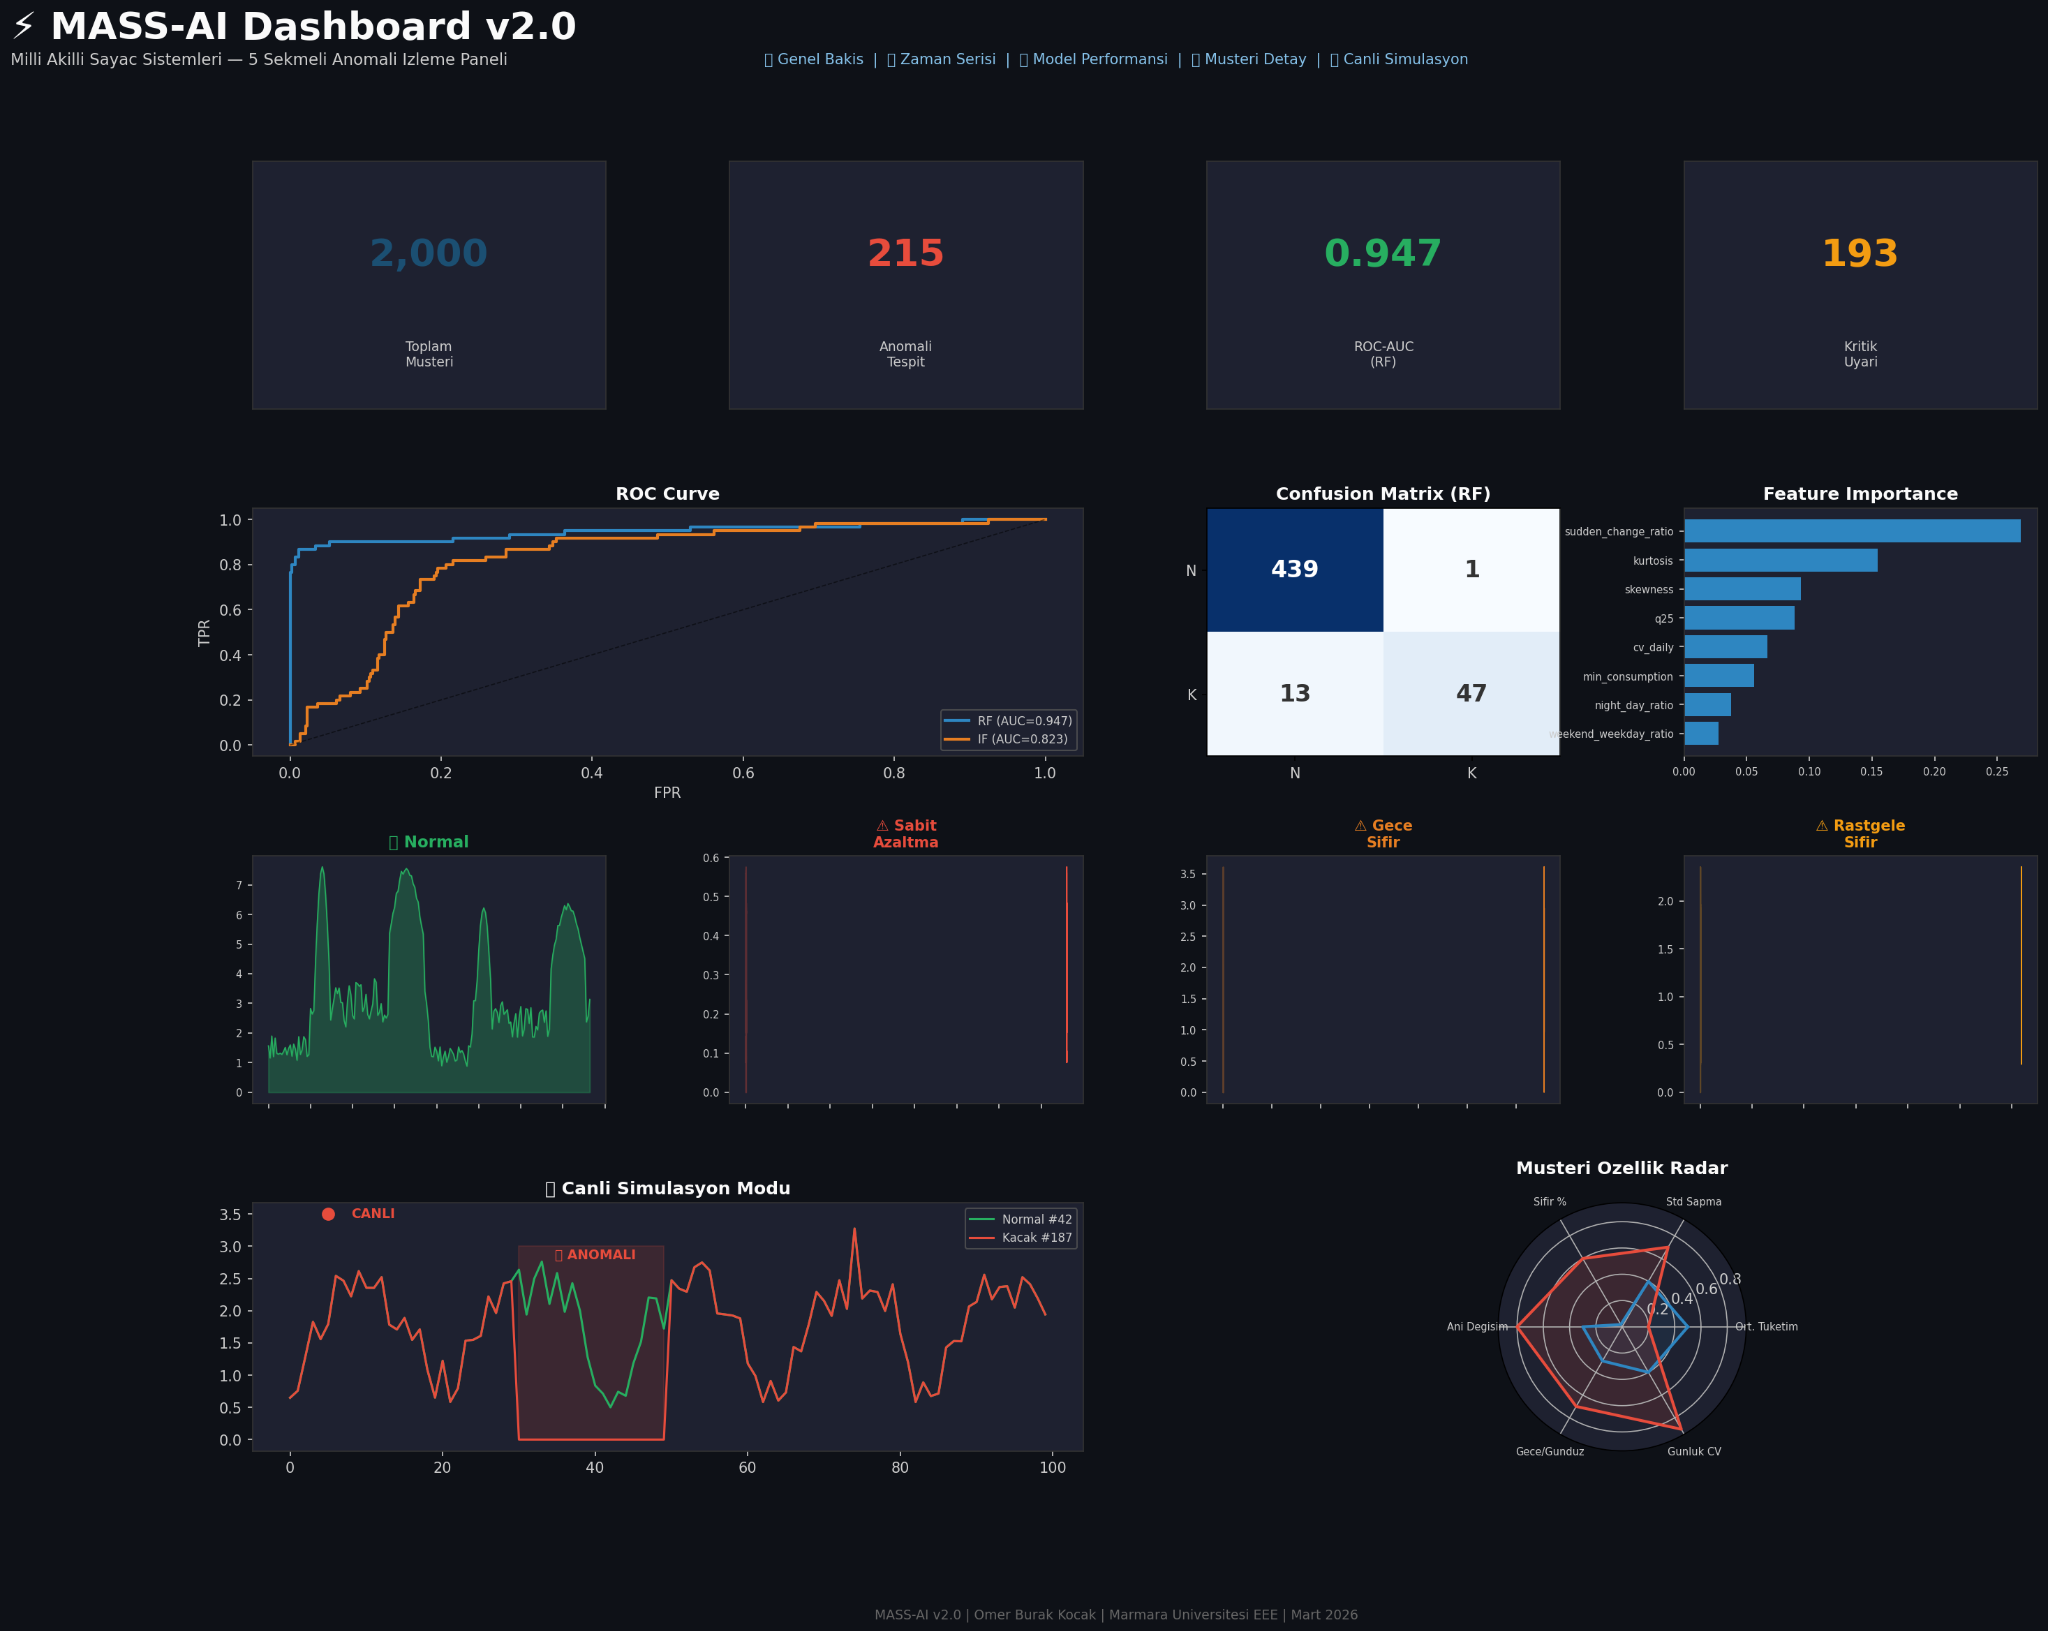 ⚡ MASS-AI Dashboard v2.0
Milli Akilli Sayac Sistemleri — 5 Sekmeli Anomali Izleme Paneli
▯ Genel Bakis | ▯ Zaman Serisi | ▯ Model Performansi | ▯ Musteri Detay | ▯ Canli Simulasyon
2,000
Toplam
Musteri
215
Anomali
Tespit
0.947
ROC-AUC
(RF)
193
Kritik
Uyari
ROC Curve
1.0
0.8
0.6
0.4
0.2
0.0
TPR
0.0 0.2 0.4 0.6 0.8 1.0
FPR
RF (AUC=0.947)
IF (AUC=0.823)
Confusion Matrix (RF)
N 439 1
K 13 47
N K
Feature Importance
sudden_change_ratio
kurtosis
skewness
q25
cv_daily
min_consumption
night_day_ratio
weekend_weekday_ratio
0.00 0.05 0.10 0.15 0.20 0.25
▯ Normal
7
6
5
4
3
2
1
0
⚠ Sabit
Azaltma
0.6
0.5
0.4
0.3
0.2
0.1
0.0
⚠ Gece
Sifir
3.5
3.0
2.5
2.0
1.5
1.0
0.5
0.0
⚠ Rastgele
Sifir
2.0
1.5
1.0
0.5
0.0
▯ Canli Simulasyon Modu
3.5
3.0
2.5
2.0
1.5
1.0
0.5
0.0
CANLI
▯ ANOMALI
Normal #42
Kacak #187
0 20 40 60 80 100
Musteri Ozellik Radar
Sifir %
Std Sapma
0.8
0.6
0.4
0.2
Ani Degisim
Ort. Tuketim
Gece/Gunduz
Gunluk CV
MASS-AI v2.0 | Omer Burak Kocak | Marmara Universitesi EEE | Mart 2026